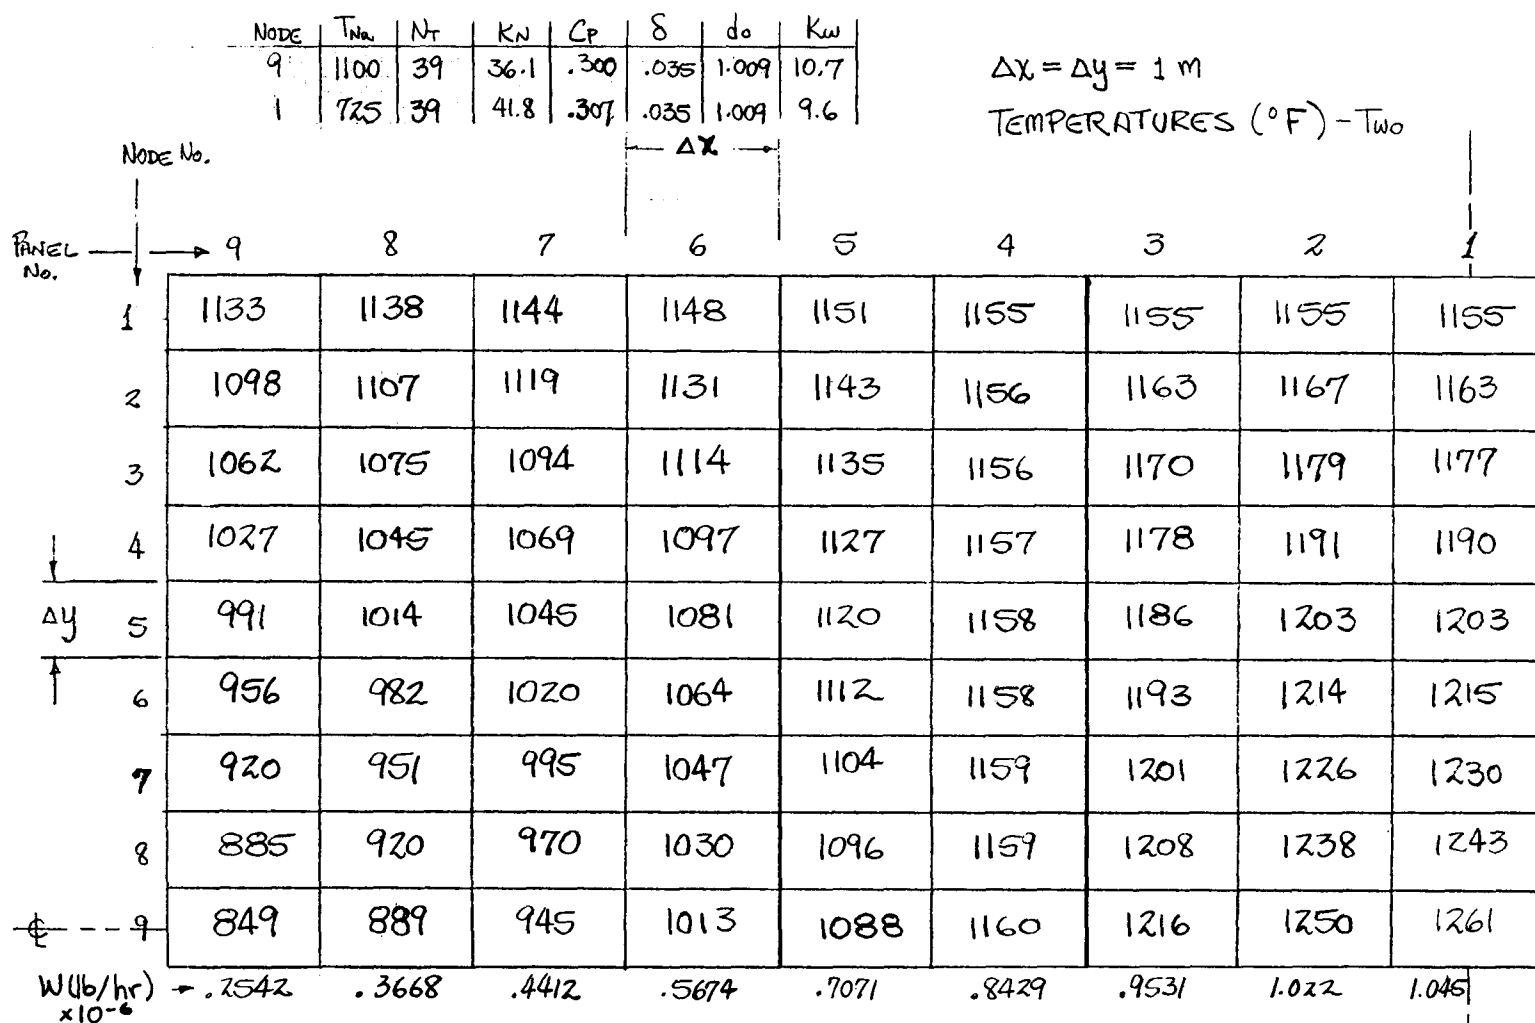 NODE TNa NT KN CP δ do Kw
9 1100 39 36.1 .300 .035 1.009 10.7
1 725 39 41.8 .307 .035 1.009 9.6
Δx = Δy = 1 m
TEMPERATURES (°F) - Two
Δx
NODE No.
PANEL No. 9 8 7 6 5 4 3 2 1
1 1133 1138 1144 1148 1151 1155 1155 1155 1155
2 1098 1107 1119 1131 1143 1156 1163 1167 1163
3 1062 1075 1094 1114 1135 1156 1170 1179 1177
4 1027 1045 1069 1097 1127 1157 1178 1191 1190
Δy 5 991 1014 1045 1081 1120 1158 1186 1203 1203
6 956 982 1020 1064 1112 1158 1193 1214 1215
7 920 951 995 1047 1104 1159 1201 1226 1230
8 885 920 970 1030 1096 1159 1208 1238 1243
℄ 9 849 889 945 1013 1088 1160 1216 1250 1261
W (lb/hr) .2542 .3668 .4412 .5674 .7071 .8429 .9531 1.022 1.045
x10-6